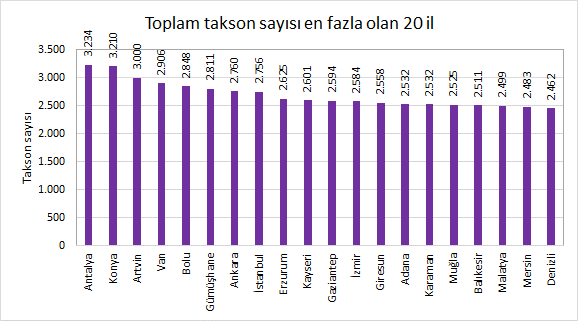 Toplam takson sayısı en fazla olan 20 il
Takson sayısı
3.500
3.000
2.500
2.000
1.500
1.000
500
0
3.234
3.210
3.000
2.906
2.848
2.811
2.760
2.756
2.625
2.601
2.594
2.584
2.558
2.532
2.532
2.525
2.511
2.499
2.483
2.462
Antalya
Konya
Artvin
Van
Bolu
Gümüşhane
Ankara
İstanbul
Erzurum
Kayseri
Gaziantep
İzmir
Giresun
Adana
Karaman
Muğla
Balıkesir
Malatya
Mersin
Denizli